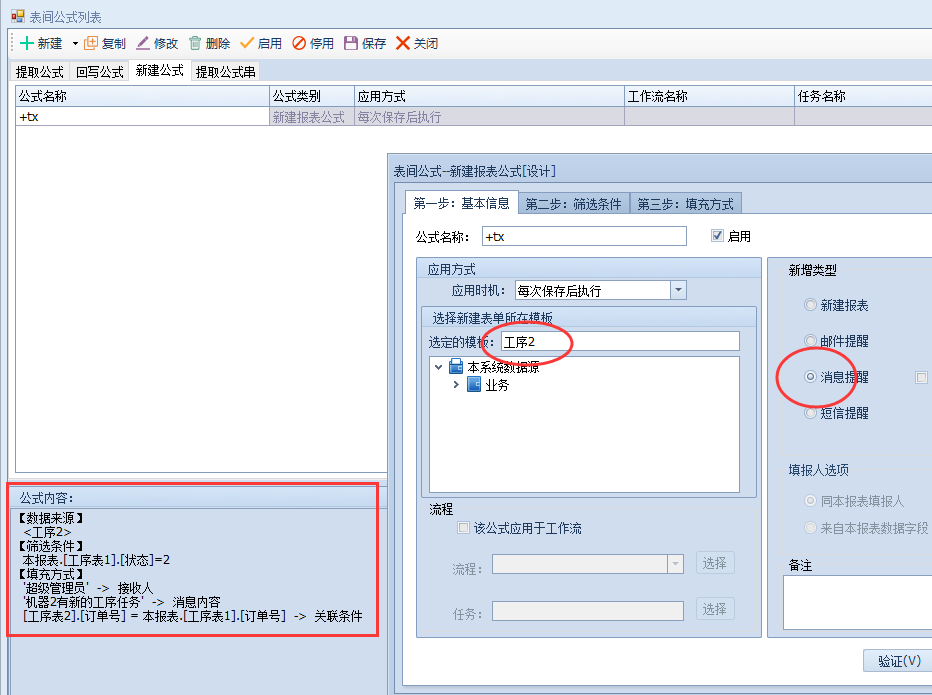 表间公式列表
新建 复制 修改 删除 启用 停用 保存 关闭
提取公式 回写公式 新建公式 提取公式串
公式名称 公式类别 应用方式 工作流名称 任务名称
+tx 新建报表公式 每次保存后执行
表间公式--新建报表公式[设计]
第一步：基本信息 第二步：筛选条件 第三步：填充方式
公式名称： +tx 启用
应用方式
应用时机： 每次保存后执行
选择新建表单所在模板
选定的模板： 工序2
本系统数据源
业务
流程
该公式应用于工作流
流程： 选择
任务： 选择
新增类型
新建报表
邮件提醒
消息提醒
短信提醒
填报人选项
同本报表填报人
来自本报表数据字段
备注
验证(V)
公式内容：
【数据来源】
<工序2>
【筛选条件】
本报表.[工序表1].[状态]=2
【填充方式】
'超级管理员' -> 接收人
'机器2有新的工序任务' -> 消息内容
[工序表2].[订单号] = 本报表.[工序表1].[订单号] -> 关联条件